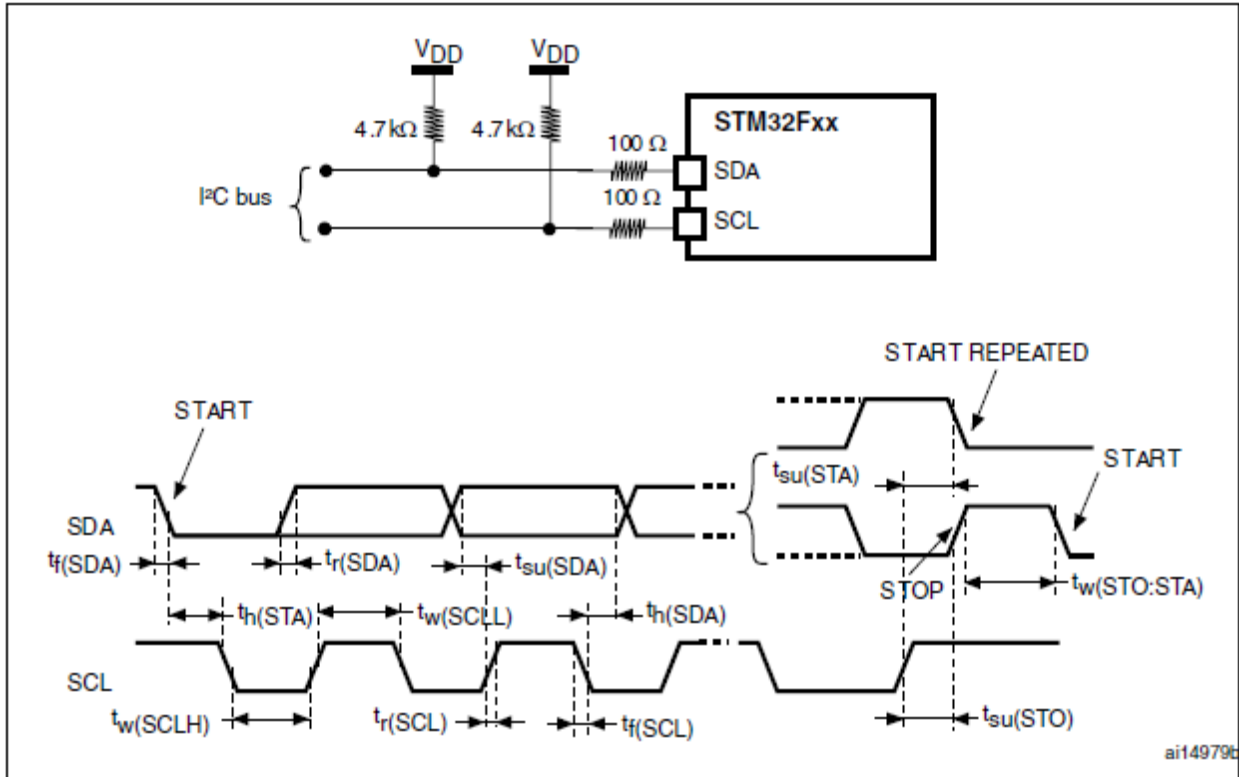 VDD VDD
STM32Fxx
4.7kΩ 4.7kΩ 100 Ω
SDA
I²C bus 100 Ω
SCL
START REPEATED
START
tsu(STA) START
SDA
tf(SDA) tr(SDA) tsu(SDA) STOP tw(STO:STA)
th(STA) tw(SCLL) th(SDA)
SCL
tw(SCLH) tr(SCL) tf(SCL) tsu(STO)
ai14979b